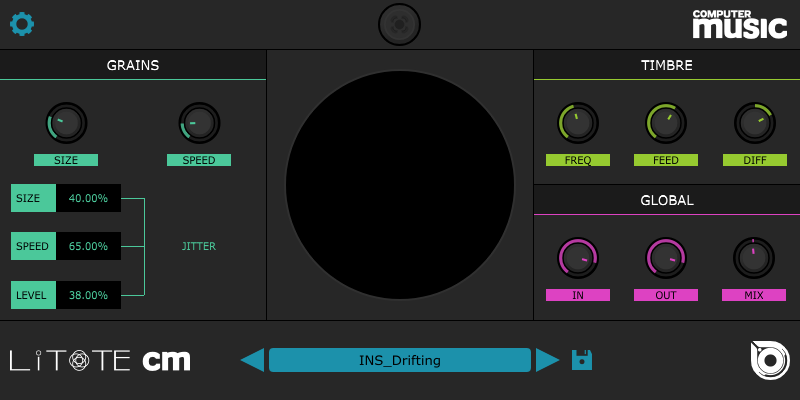 COMPUTER
music
GRAINS
TIMBRE
SIZE
SPEED
FREQ
FEED
DIFF
SIZE
40.00%
SPEED
65.00%
JITTER
LEVEL
38.00%
GLOBAL
IN
OUT
MIX
LiTOTE cm
INS_Drifting